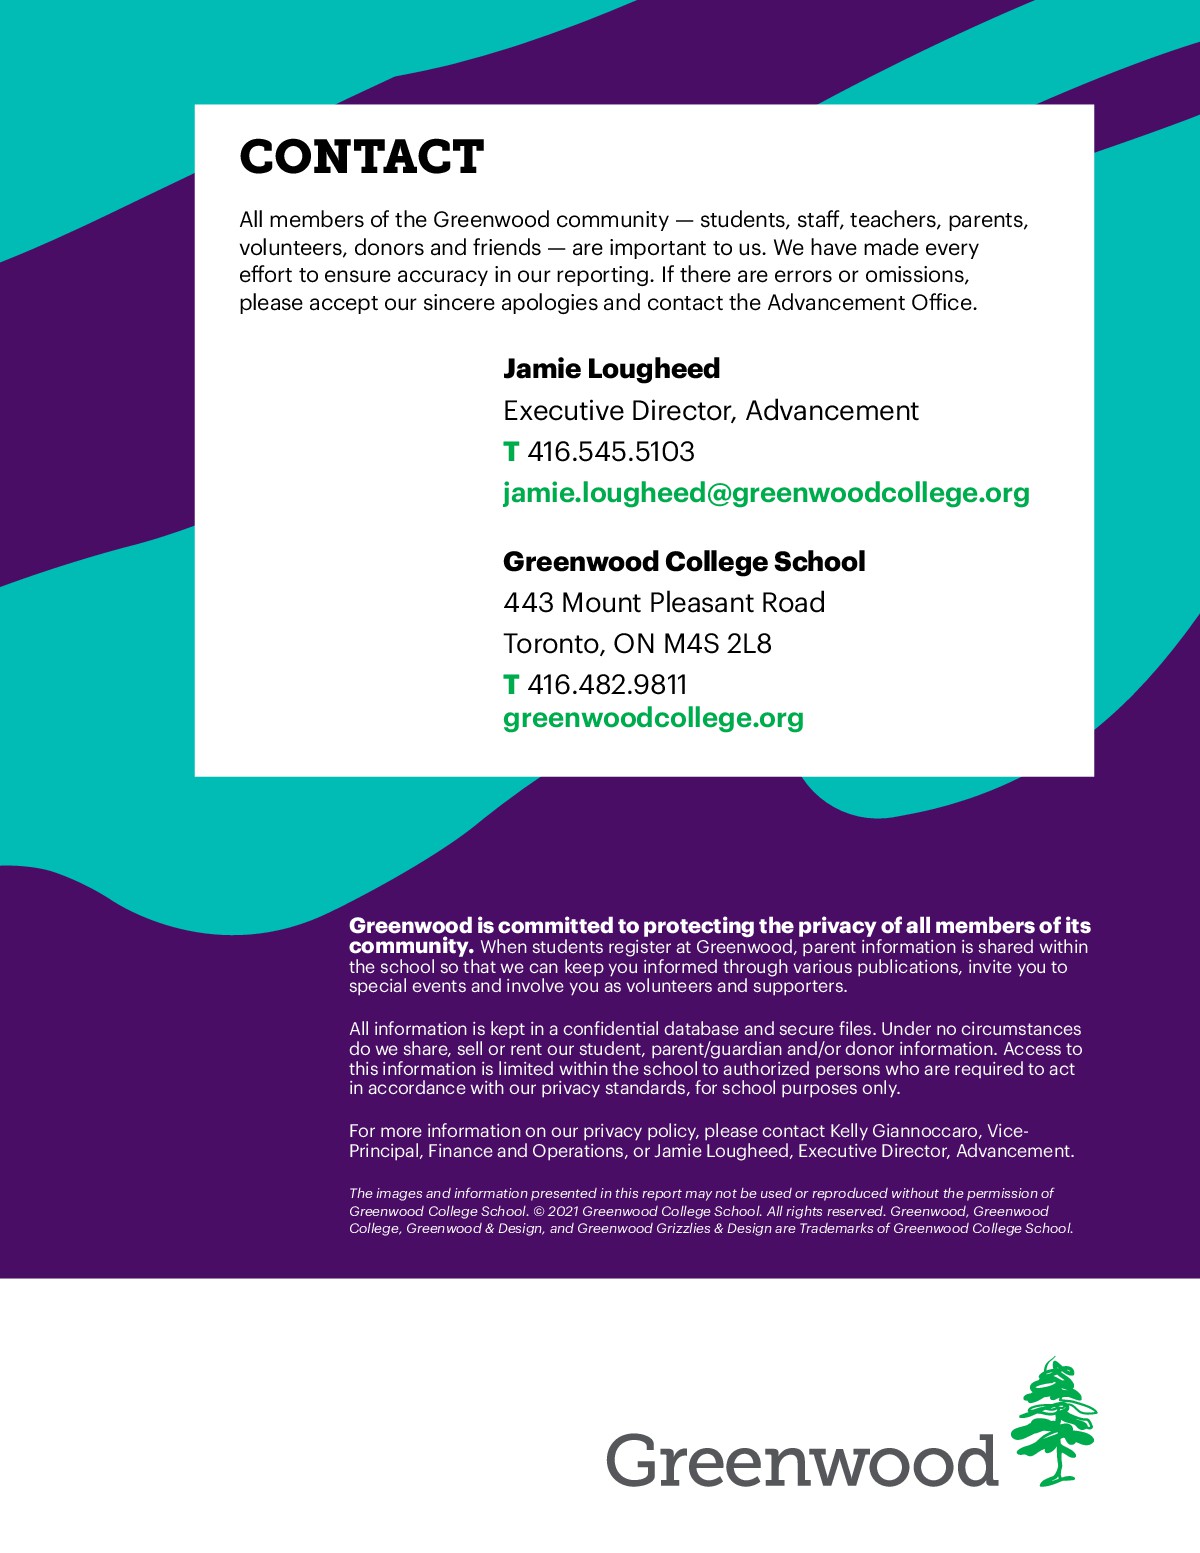 CONTACT
All members of the Greenwood community — students, staff, teachers, parents,
volunteers, donors and friends — are important to us. We have made every
effort to ensure accuracy in our reporting. If there are errors or omissions,
please accept our sincere apologies and contact the Advancement Office.
Jamie Lougheed
Executive Director, Advancement
T 416.545.5103
jamie.lougheed@greenwoodcollege.org
Greenwood College School
443 Mount Pleasant Road
Toronto, ON M4S 2L8
T 416.482.9811
greenwoodcollege.org
Greenwood is committed to protecting the privacy of all members of its
community. When students register at Greenwood, parent information is shared within
the school so that we can keep you informed through various publications, invite you to
special events and involve you as volunteers and supporters.
All information is kept in a confidential database and secure files. Under no circumstances
do we share, sell or rent our student, parent/guardian and/or donor information. Access to
this information is limited within the school to authorized persons who are required to act
in accordance with our privacy standards, for school purposes only.
For more information on our privacy policy, please contact Kelly Giannoccaro, Vice-
Principal, Finance and Operations, or Jamie Lougheed, Executive Director, Advancement.
The images and information presented in this report may not be used or reproduced without the permission of
Greenwood College School. © 2021 Greenwood College School. All rights reserved. Greenwood, Greenwood
College, Greenwood & Design, and Greenwood Grizzlies & Design are Trademarks of Greenwood College School.
Greenwood